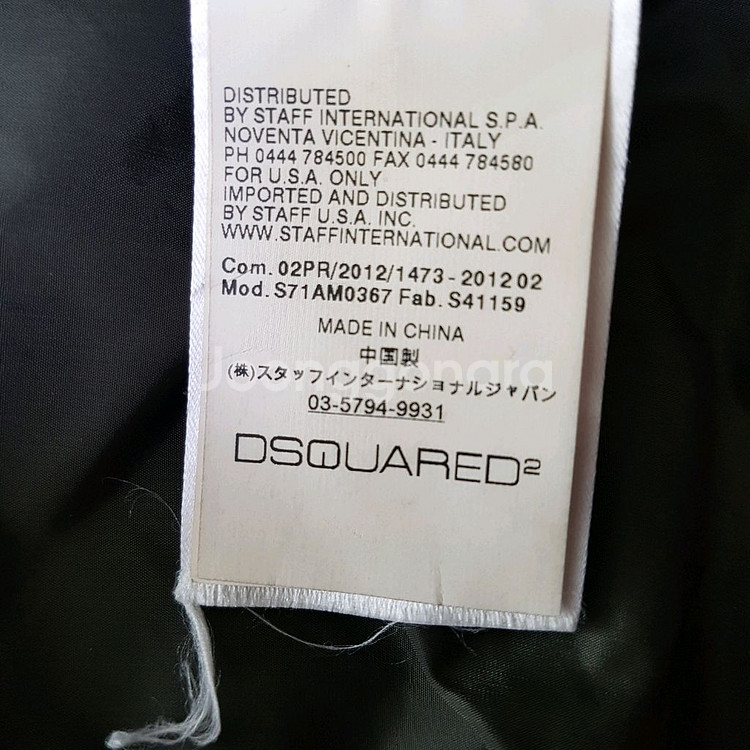 DISTRIBUTED
BY STAFF INTERNATIONAL S.P.A.
NOVENTA VICENTINA - ITALY
PH 0444 784500 FAX 0444 784580
FOR U.S.A. ONLY
IMPORTED AND DISTRIBUTED
BY STAFF U.S.A. INC.
WWW.STAFFINTERNATIONAL.COM
Com. 02PR/2012/1473-2012 02
Mod. S71AM0367 Fab. S41159
MADE IN CHINA
中国製
Joonggonara
(株)スタッフインターナショナルジャパン
03-5794-9931
DSQUARED2